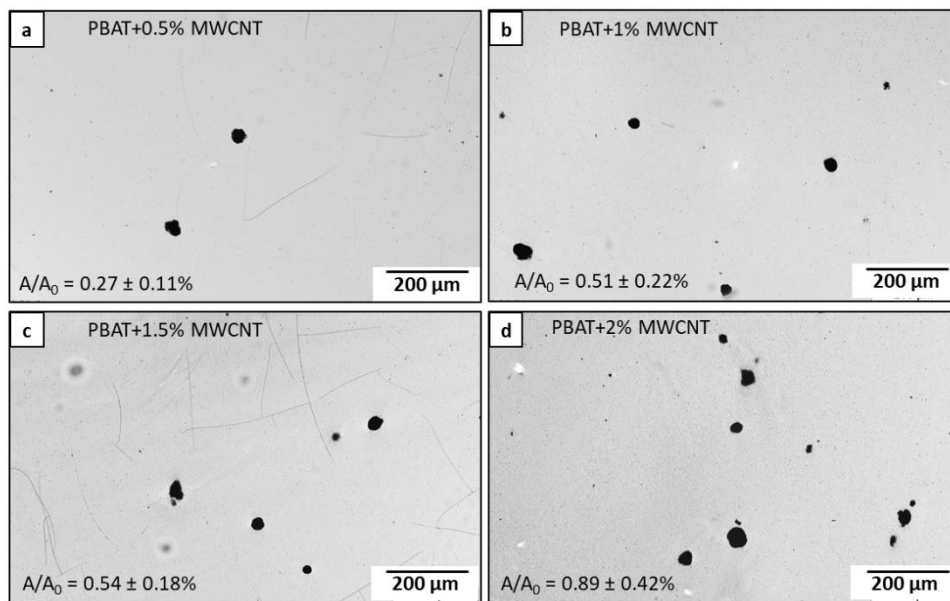 a
PBAT+0.5% MWCNT
A/A₀ = 0.27 ± 0.11%
200 µm
b
PBAT+1% MWCNT
A/A₀ = 0.51 ± 0.22%
200 µm
c
PBAT+1.5% MWCNT
A/A₀ = 0.54 ± 0.18%
200 µm
d
PBAT+2% MWCNT
A/A₀ = 0.89 ± 0.42%
200 µm